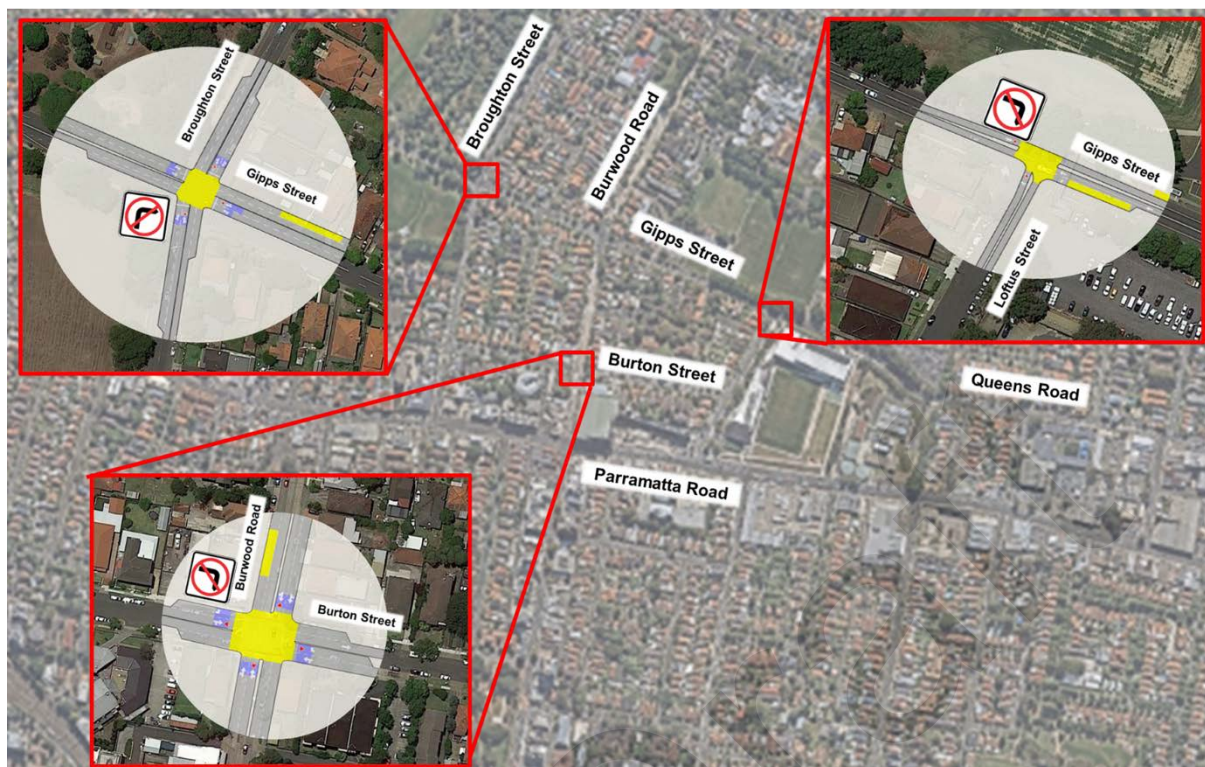 Broughton Street
Gipps Street
Broughton Street
Burwood Road
Gipps Street
Gipps Street
Loftus Street
Burton Street
Queens Road
Parramatta Road
Burwood Road
Burton Street